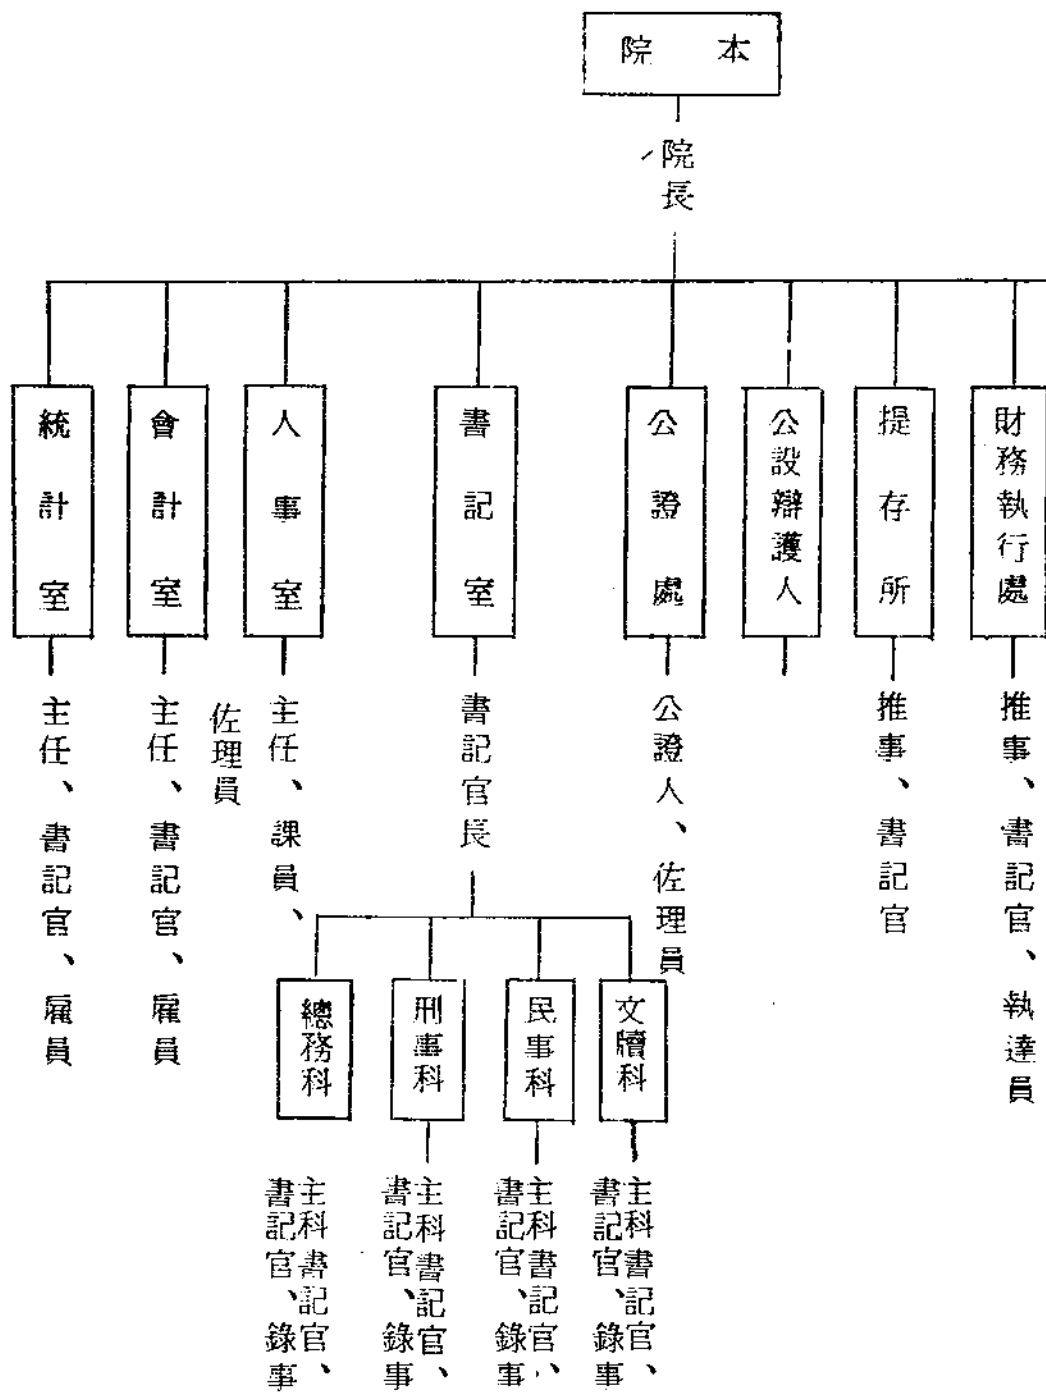 本院
院長
財務執行處
推事、書記官、執達員
提存所
推事、書記官
公設辯護人
公證處
公證人、佐理員
書記室
書記官長
文牘科
主科書記官、
書記官、錄事
民事科
主科書記官、
書記官、錄事
刑事科
主科書記官、
書記官、錄事
總務科
主科書記官、
書記官、錄事
人事室
主任、課員、
佐理員
會計室
主任、書記官、雇員
統計室
主任、書記官、雇員